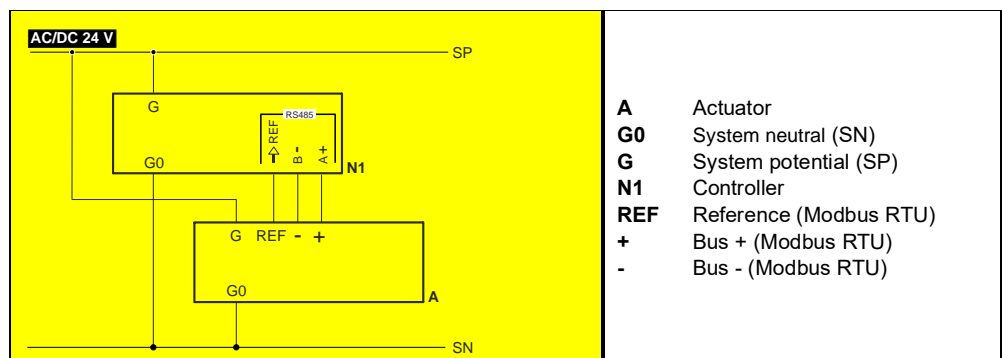 AC/DC 24 V
SP
G
RS485
REF
B -
A +
G0
N1
G REF - +
G0
A
SN
A Actuator
G0 System neutral (SN)
G System potential (SP)
N1 Controller
REF Reference (Modbus RTU)
+ Bus + (Modbus RTU)
- Bus - (Modbus RTU)